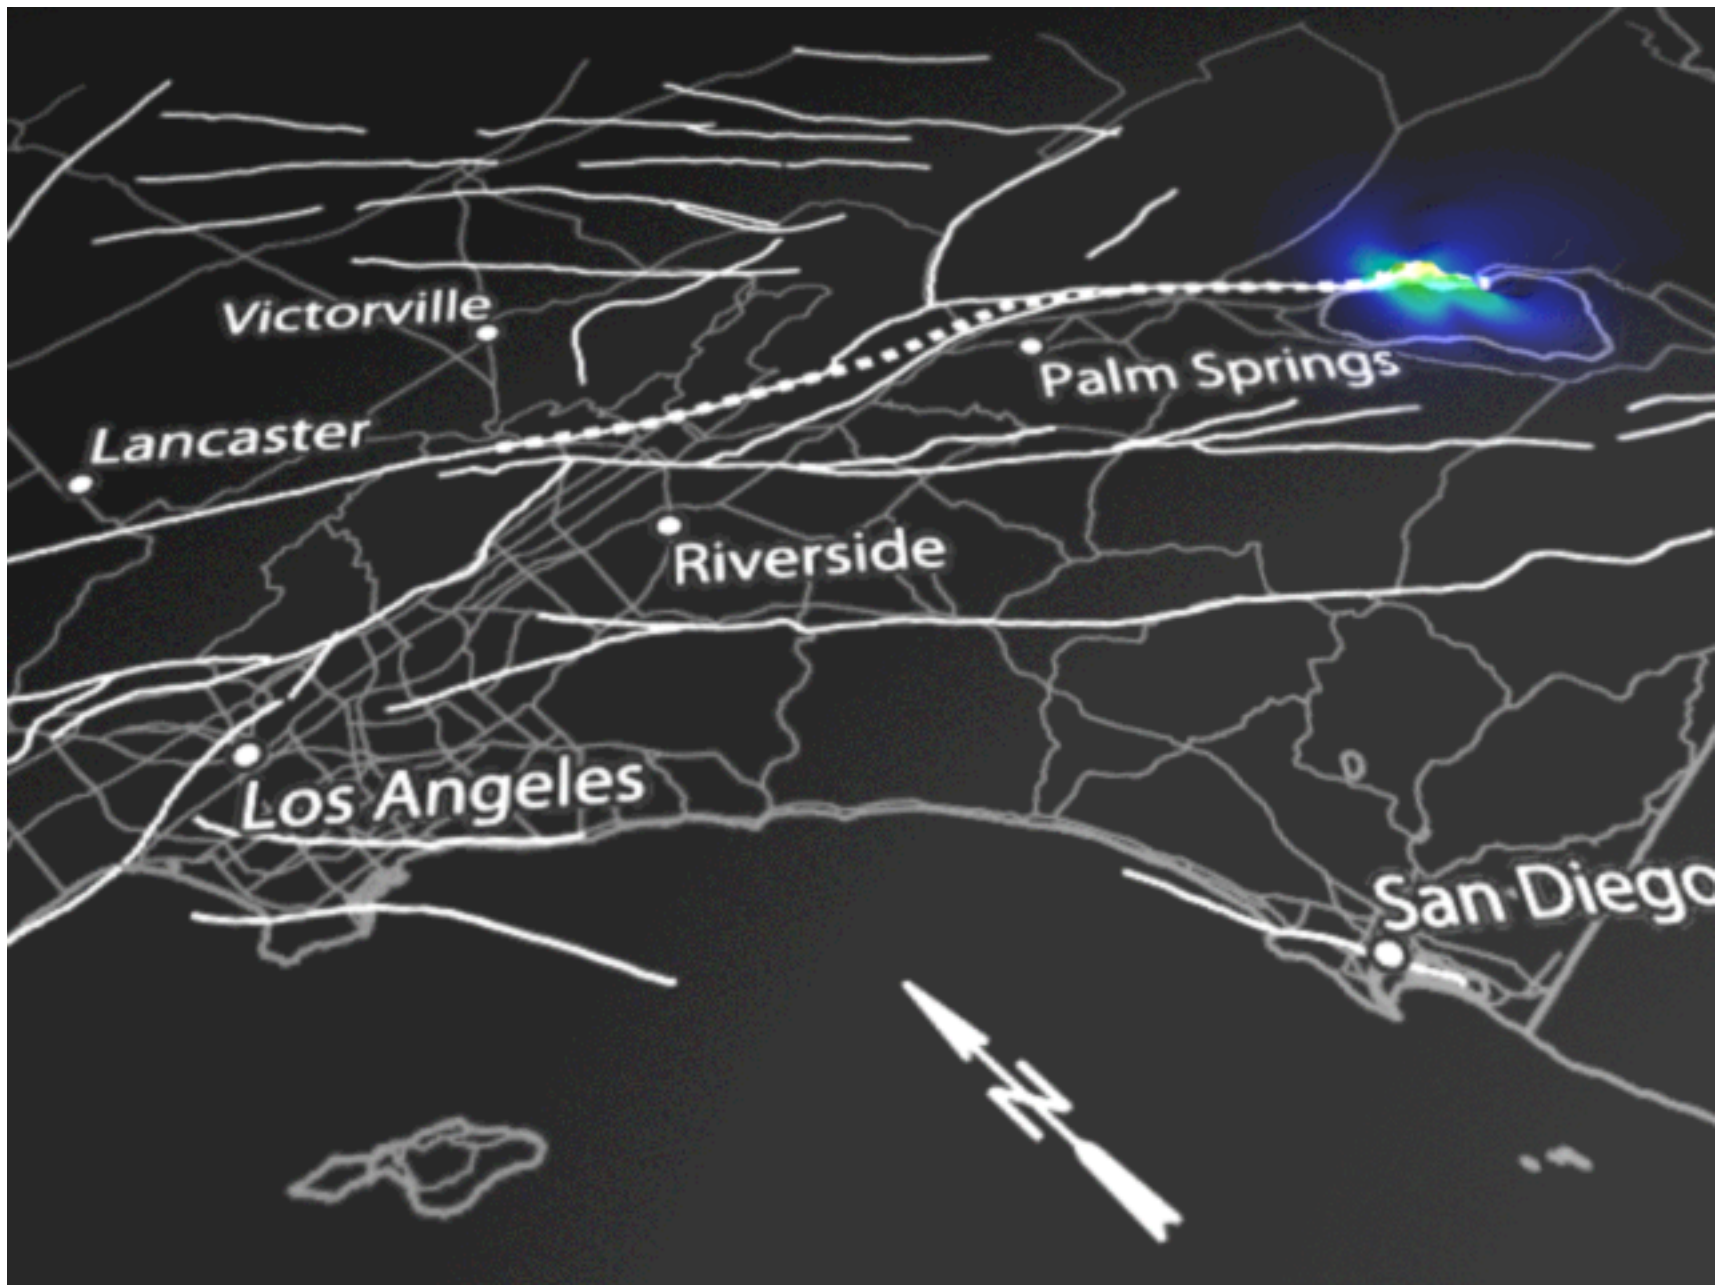 Victorville
Lancaster
Palm Springs
Riverside
Los Angeles
San Diego
N